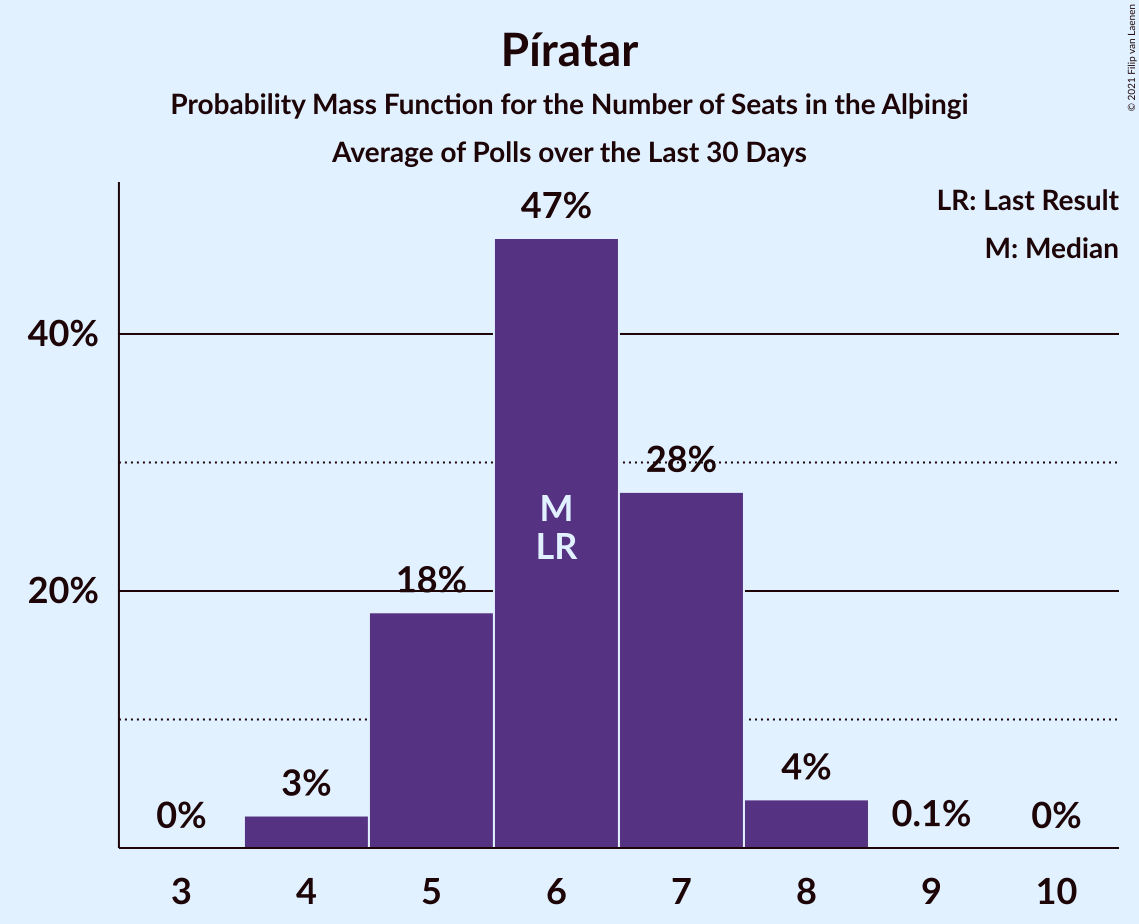 Píratar
Probability Mass Function for the Number of Seats in the Alþingi
Average of Polls over the Last 30 Days
© 2021 Filip van Laenen
LR: Last Result
M: Median
40%
20%
0%
3%
18%
47%
28%
4%
0.1%
0%
M
LR
3
4
5
6
7
8
9
10